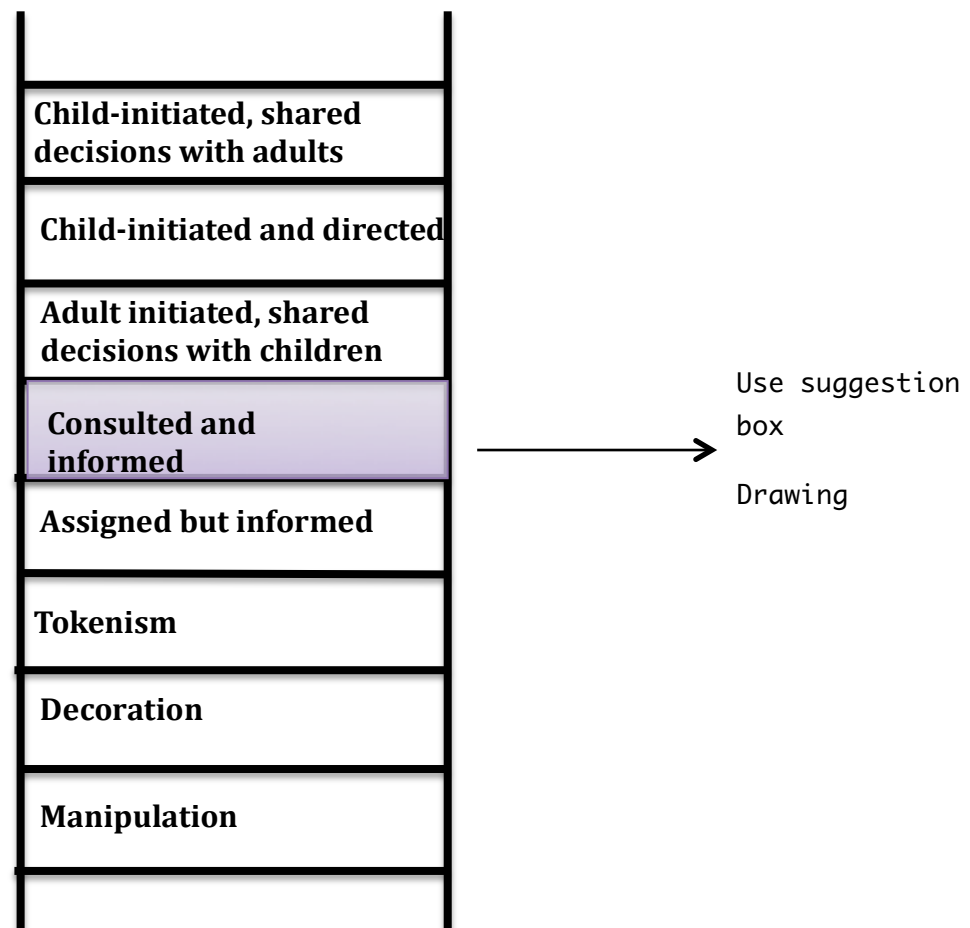 Child-initiated, shared
decisions with adults
Child-initiated and directed
Adult initiated, shared
decisions with children
Consulted and
informed
Use suggestion
box
Drawing
Assigned but informed
Tokenism
Decoration
Manipulation